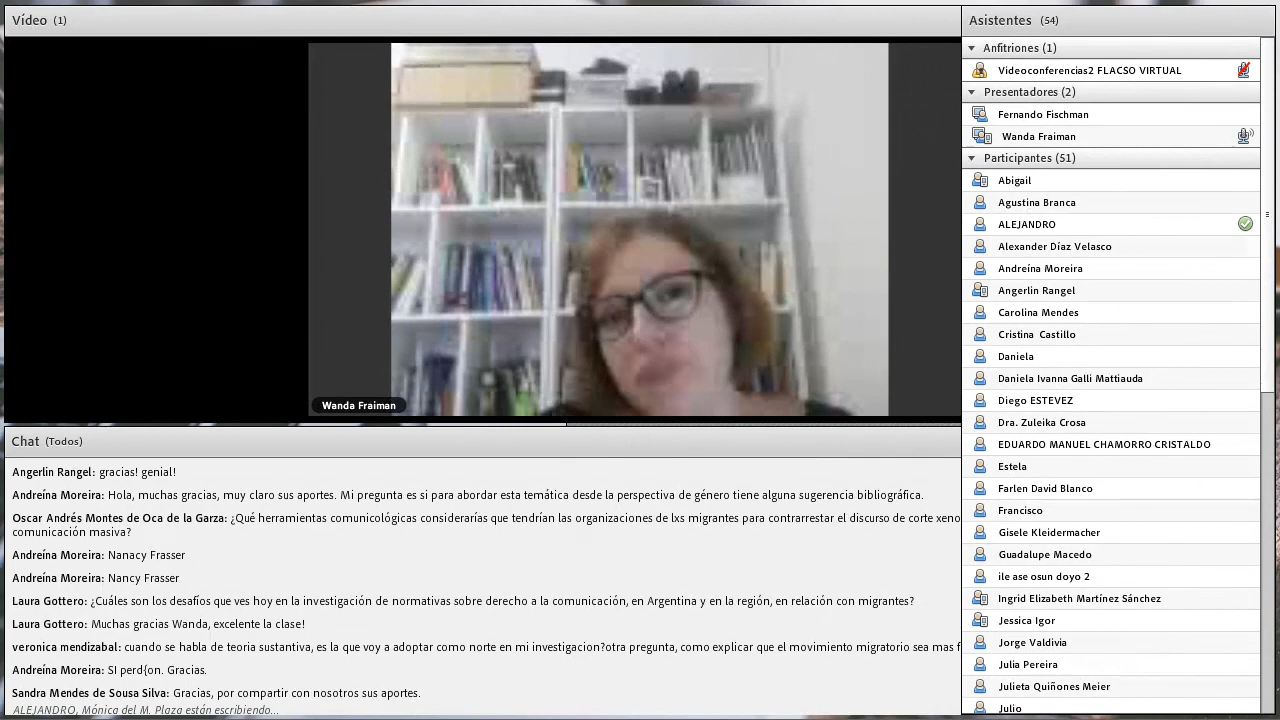 Vídeo (1)
Wanda Fraiman
Chat (Todos)
Angerlin Rangel: gracias! genial!
Andreína Moreira: Hola, muchas gracias, muy claro sus aportes. Mi pregunta es si para abordar esta temática desde la perspectiva de género tiene alguna sugerencia bibliográfica.
Oscar Andrés Montes de Oca de la Garza: ¿Qué herramientas comunicológicas considerarías que tendrían las organizaciones de lxs migrantes para contrarrestar el discurso de corte xeno
comunicación masiva?
Andreína Moreira: Nanacy Frasser
Andreína Moreira: Nancy Frasser
Laura Gottero: ¿Cuáles son los desafíos que ves hoy en la investigación de normativas sobre derecho a la comunicación, en Argentina y en la región, en relación con migrantes?
Laura Gottero: Muchas gracias Wanda, excelente la clase!
veronica mendizabal: cuando se habla de teoria sustantiva, es la que voy a adoptar como norte en mi investigacion?otra pregunta, como explicar que el movimiento migratorio sea mas f
Andreína Moreira: SI perd{on. Gracias.
Sandra Mendes de Sousa Silva: Gracias, por compartir con nosotros sus aportes.
ALEJANDRO, Mónica del M. Plaza están escribiendo...
Asistentes (54)
Anfitriones (1)
Videoconferencias2 FLACSO VIRTUAL
Presentadores (2)
Fernando Fischman
Wanda Fraiman
Participantes (51)
Abigail
Agustina Branca
ALEJANDRO
Alexander Díaz Velasco
Andreína Moreira
Angerlin Rangel
Carolina Mendes
Cristina Castillo
Daniela
Daniela Ivanna Galli Mattiauda
Diego ESTEVEZ
Dra. Zuleika Crosa
EDUARDO MANUEL CHAMORRO CRISTALDO
Estela
Farlen David Blanco
Francisco
Gisele Kleidermacher
Guadalupe Macedo
ile ase osun doyo 2
Ingrid Elizabeth Martínez Sánchez
Jessica Igor
Jorge Valdivia
Julia Pereira
Julieta Quiñones Meier
Julio